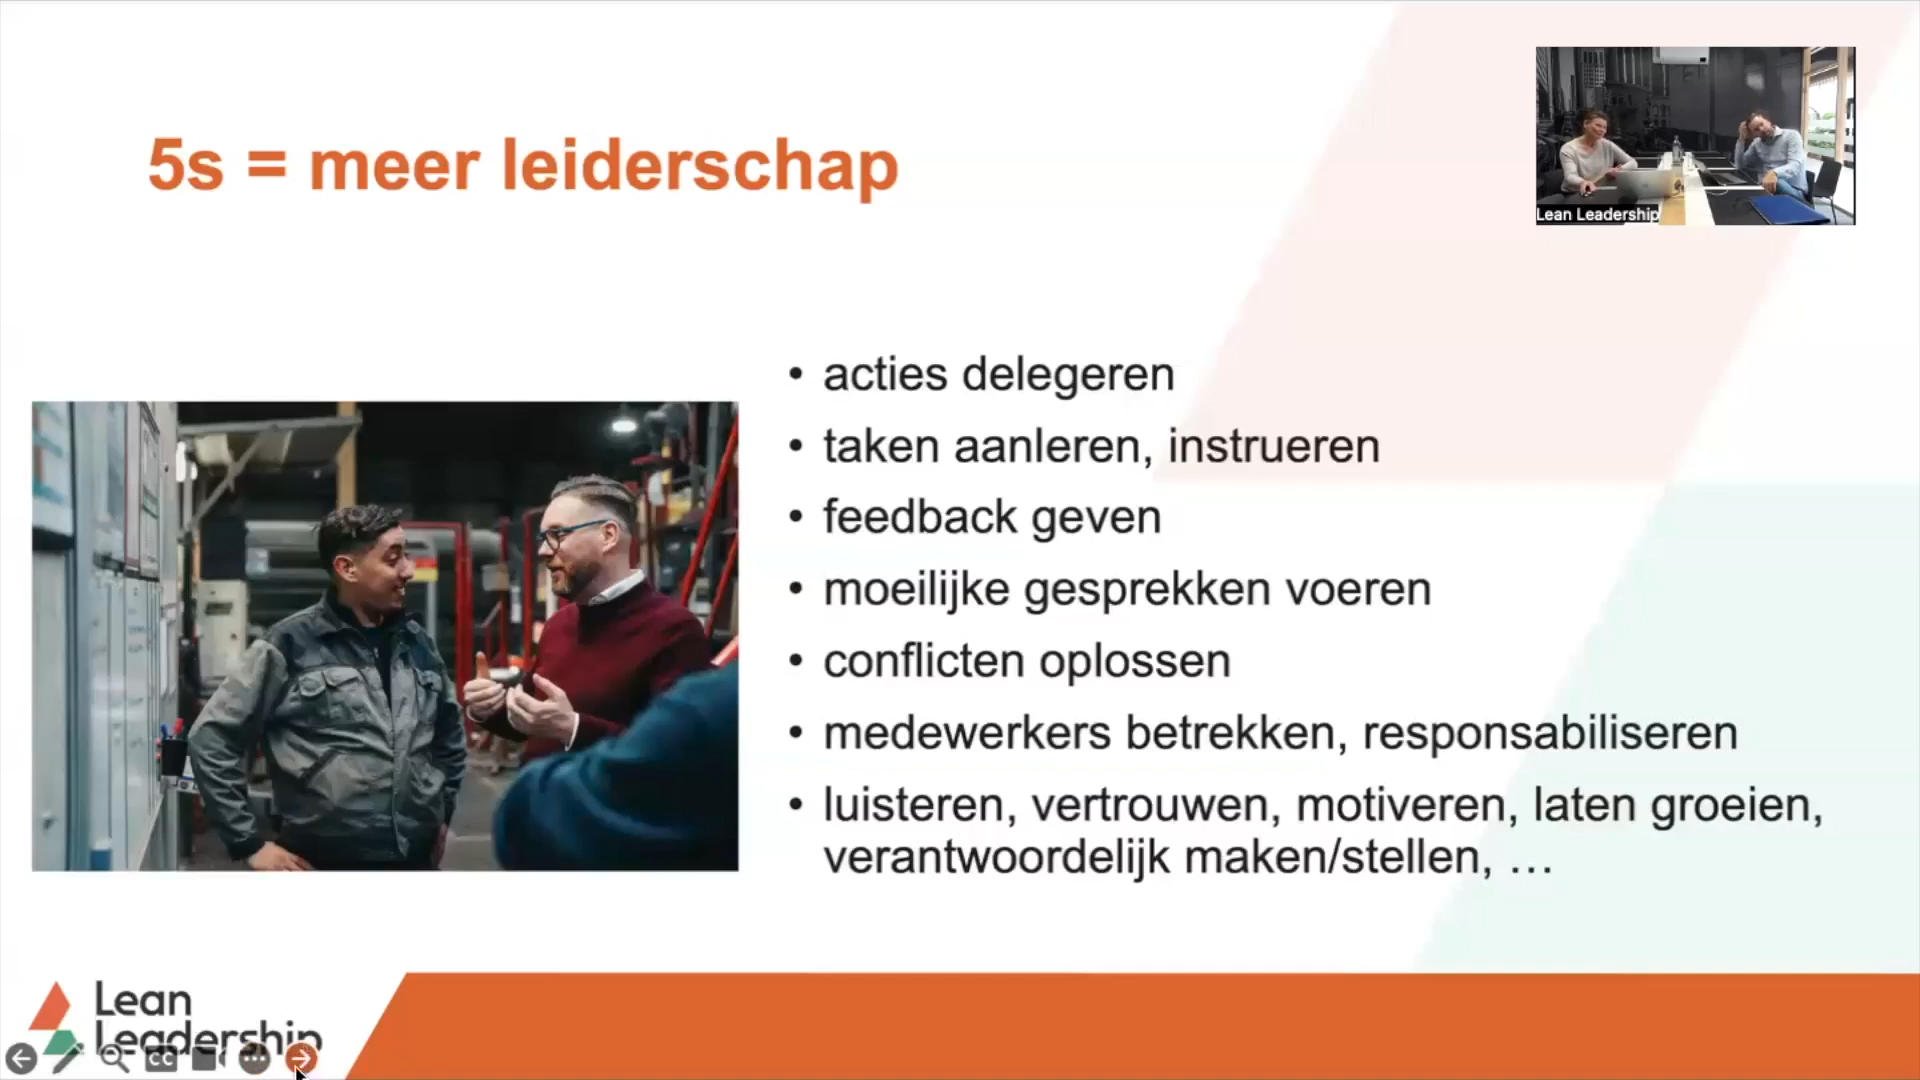 5s = meer leiderschap
Lean Leadership
• acties delegeren
• taken aanleren, instrueren
• feedback geven
• moeilijke gesprekken voeren
• conflicten oplossen
• medewerkers betrekken, responsabiliseren
• luisteren, vertrouwen, motiveren, laten groeien,
verantwoordelijk maken/stellen, …
Lean
Leadership
CC